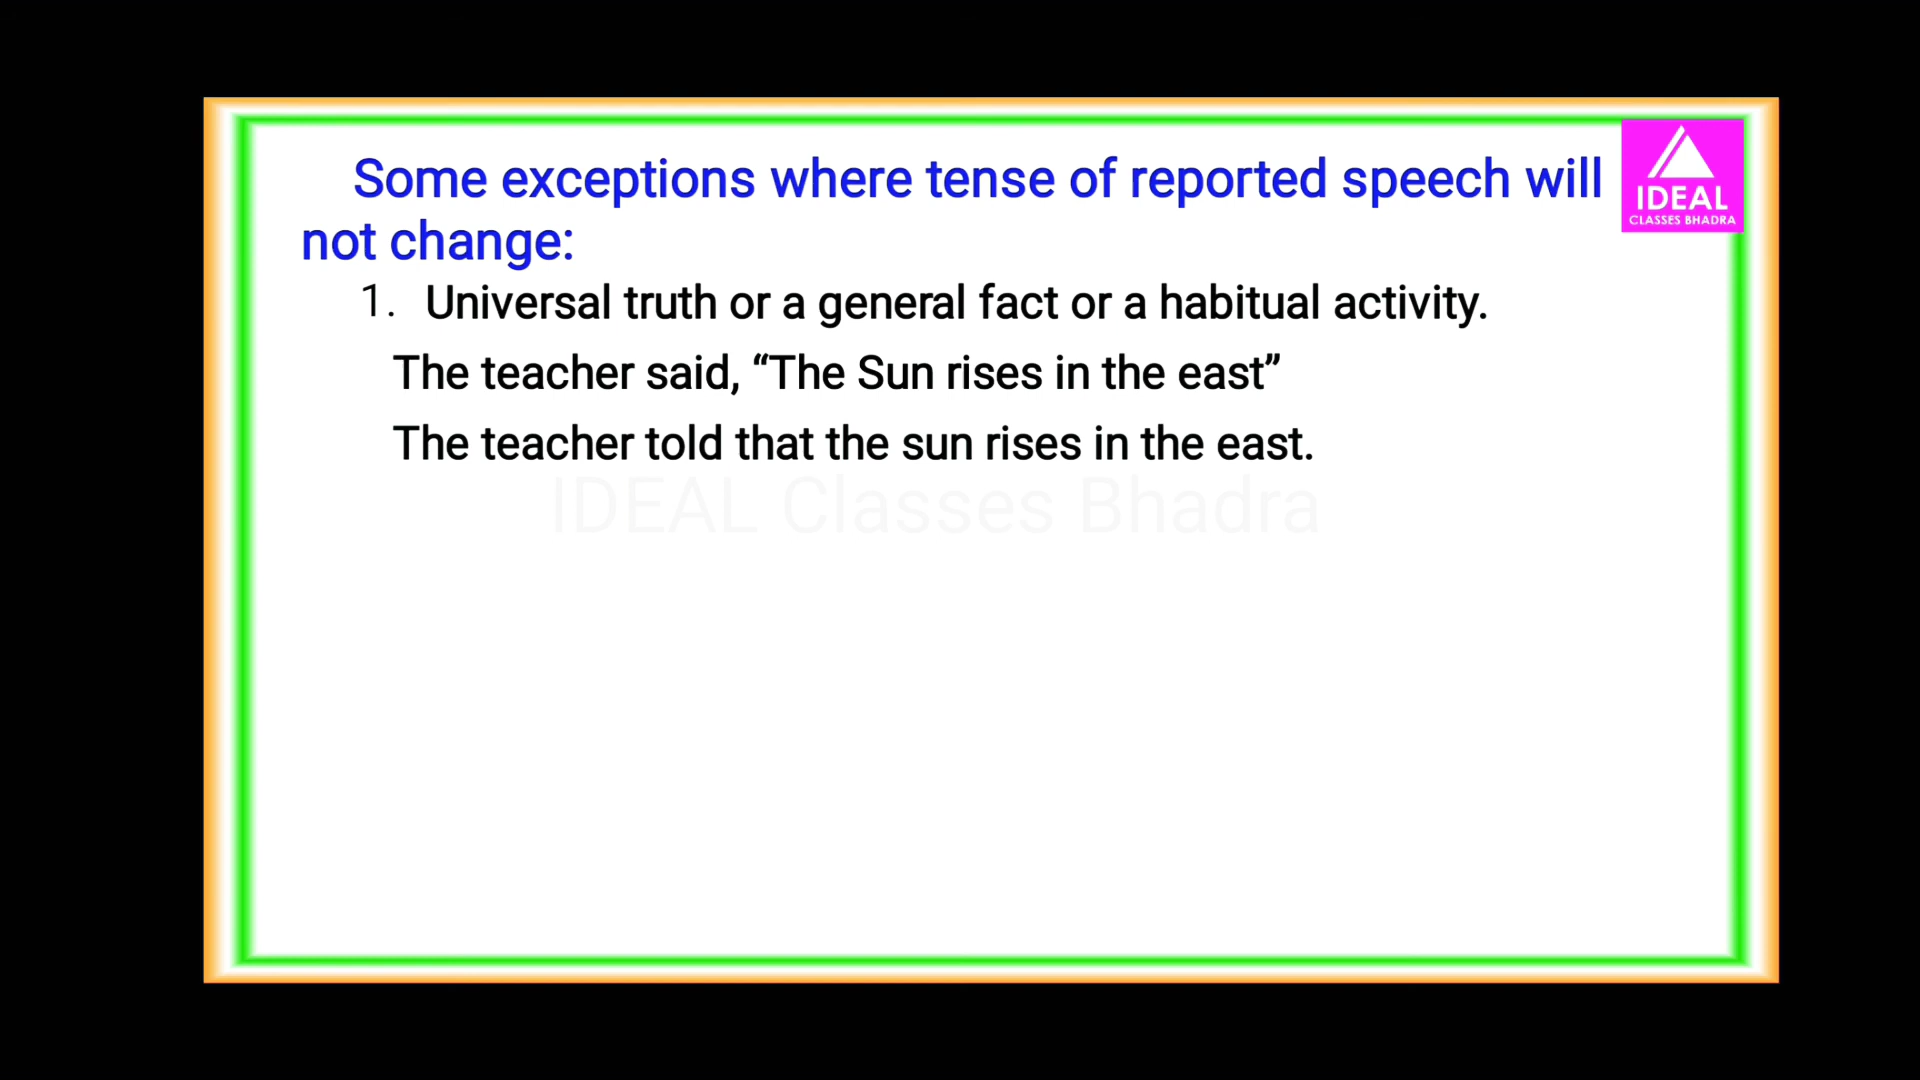 Some exceptions where tense of reported speech will
not change:
IDEAL
CLASSES BHADRA
1. Universal truth or a general fact or a habitual activity.
The teacher said, “The Sun rises in the east”
The teacher told that the sun rises in the east.
IDEAL Classes Bhadra